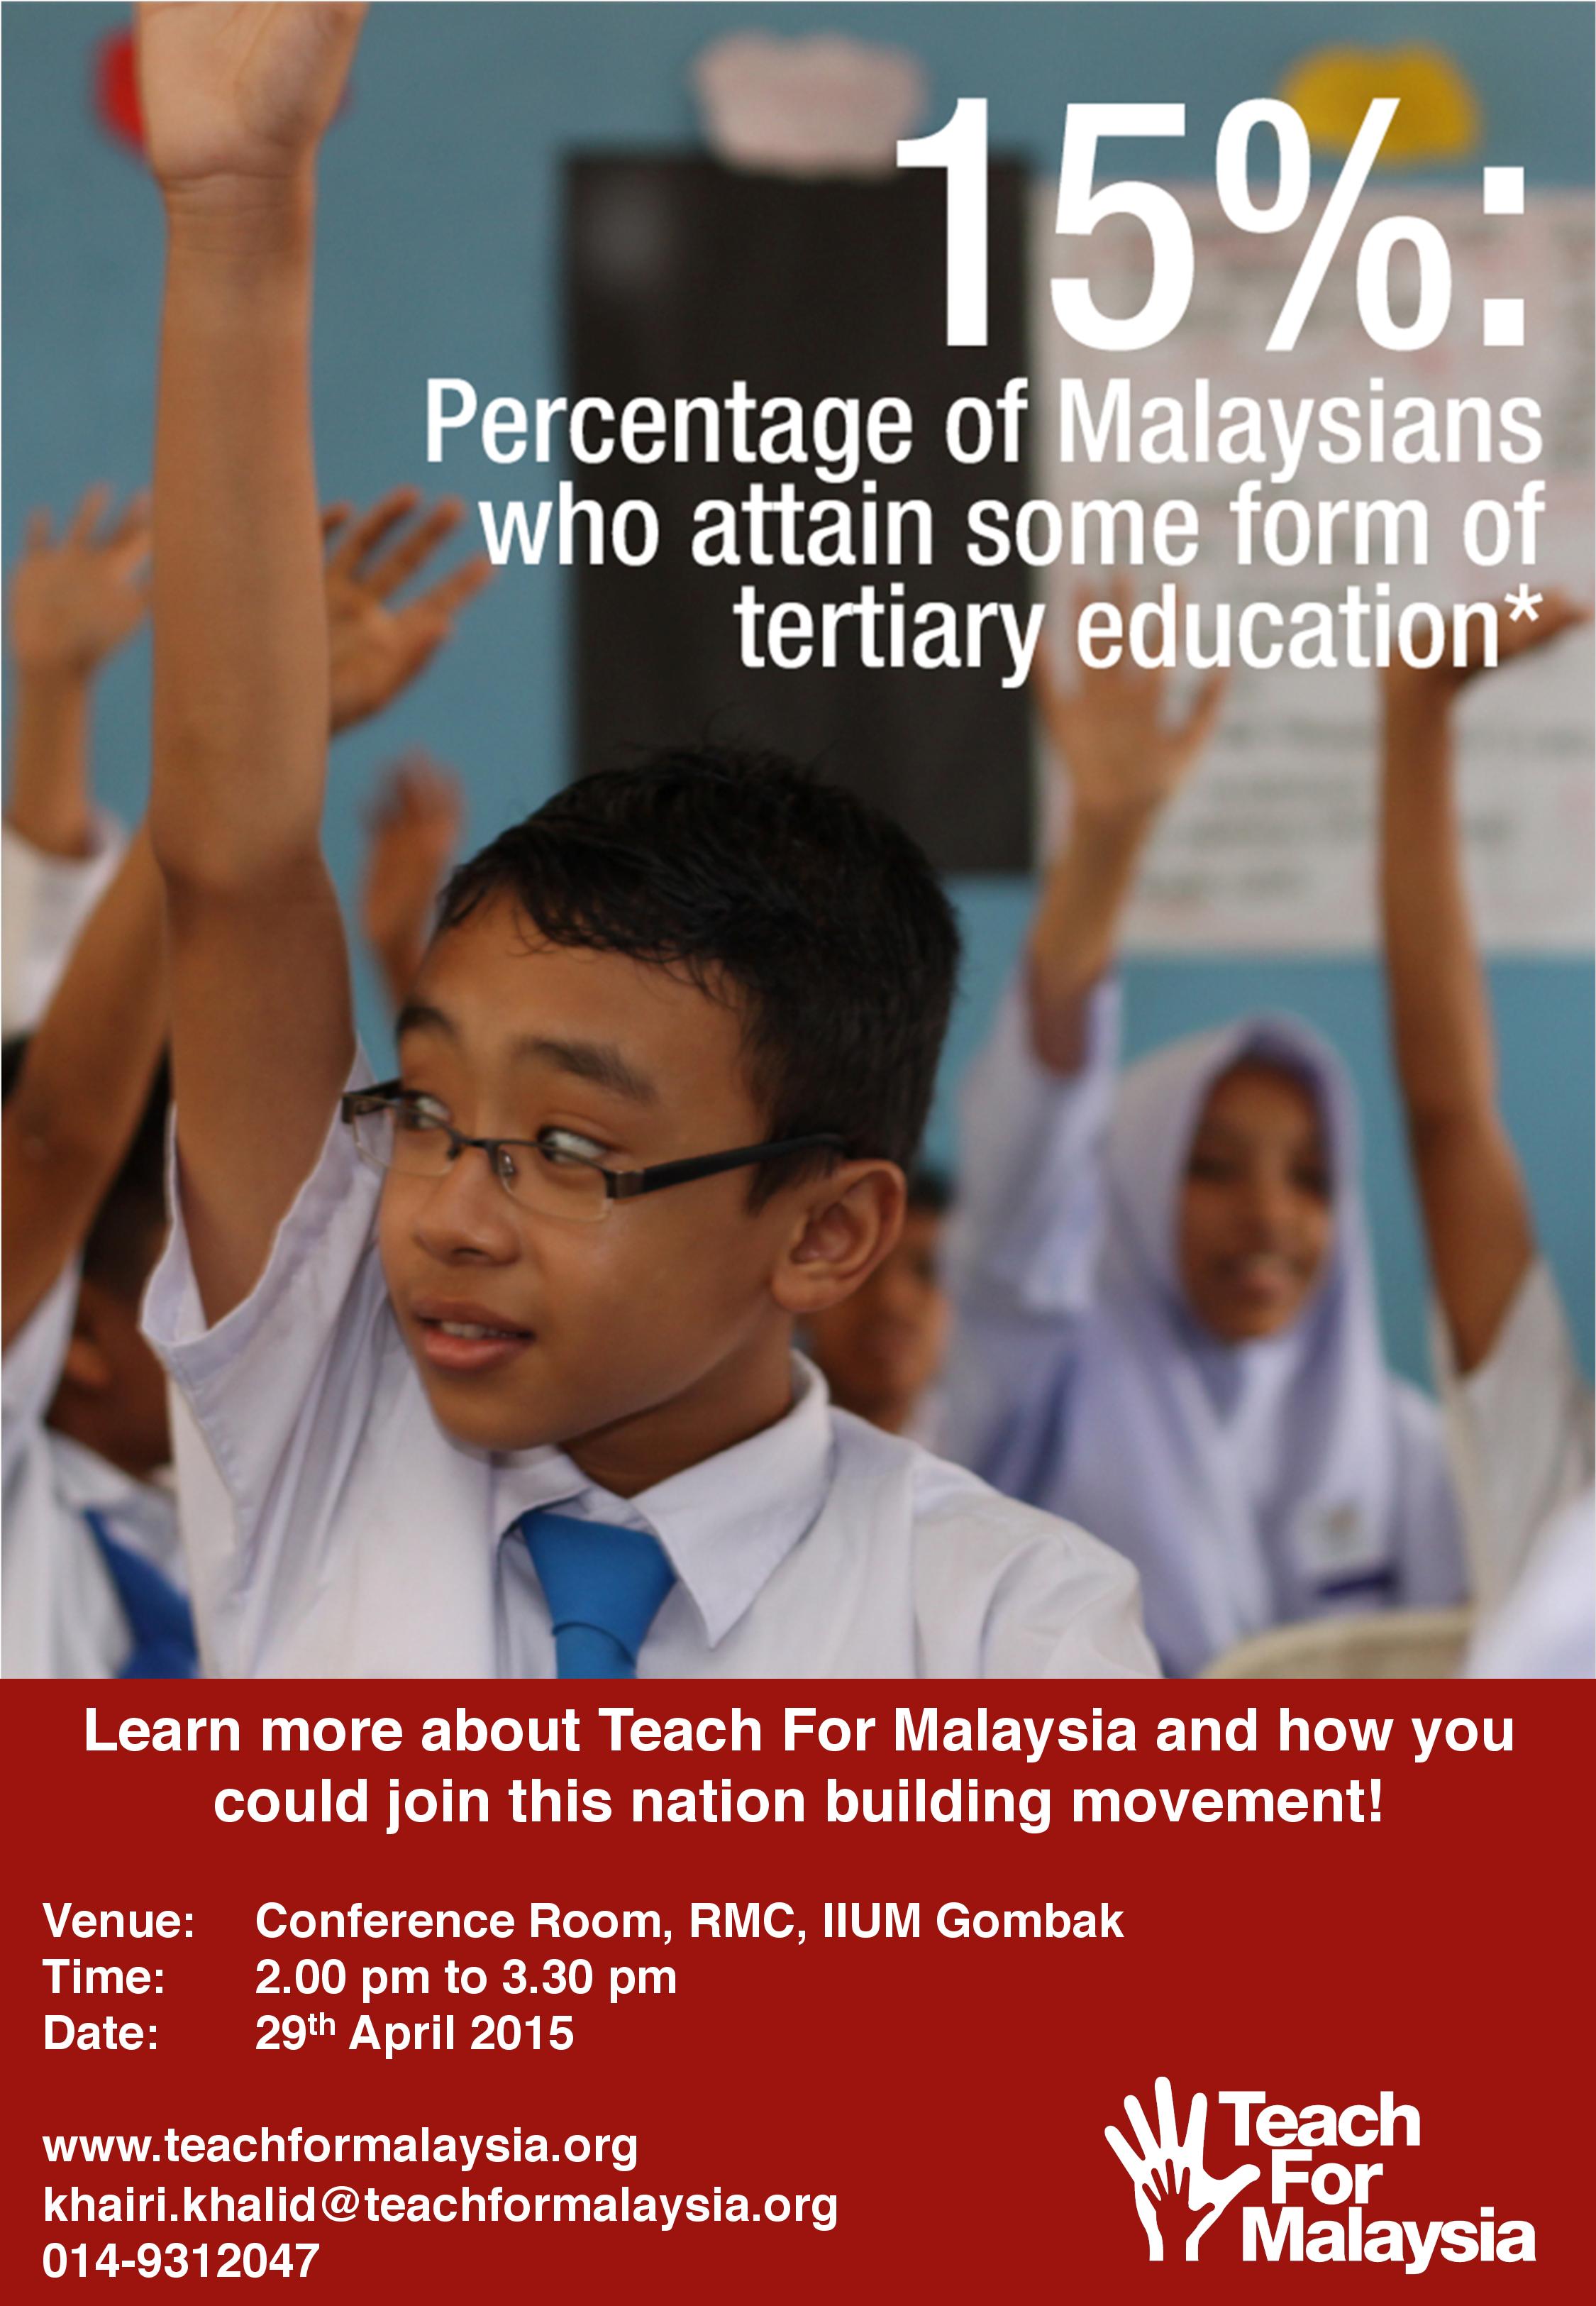 15%:
Percentage of Malaysians
who attain some form of
tertiary education*
Learn more about Teach For Malaysia and how you
could join this nation building movement!
Venue: Conference Room, RMC, IIUM Gombak
Time: 2.00 pm to 3.30 pm
Date: 29th April 2015
www.teachformalaysia.org
khairi.khalid@teachformalaysia.org
014-9312047
Teach
For
Malaysia